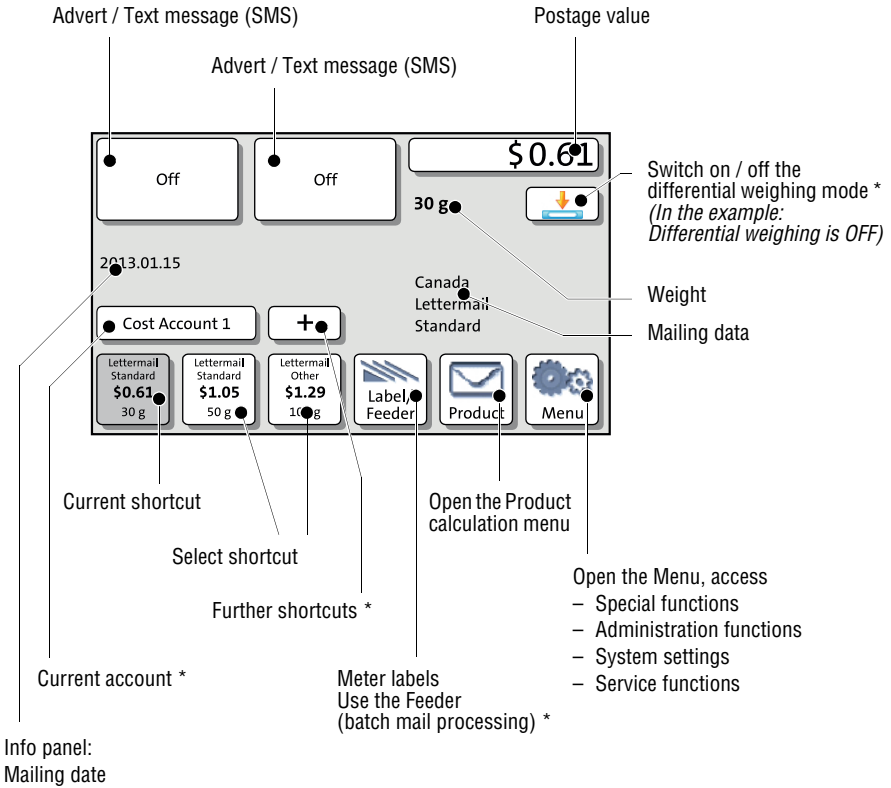 Advert / Text message (SMS)
Postage value
Advert / Text message (SMS)
Off
Off
$0.61
30 g
Switch on / off the
differential weighing mode *
(In the example:
Differential weighing is OFF)
2013.01.15
Canada
Lettermail
Standard
Weight
Mailing data
Cost Account 1
+
Lettermail
Standard
$0.61
30 g
Lettermail
Standard
$1.05
50 g
Lettermail
Other
$1.29
100 g
Label/
Feeder
Product
Menu
Current shortcut
Select shortcut
Further shortcuts *
Current account *
Info panel:
Mailing date
Meter labels
Use the Feeder
(batch mail processing) *
Open the Product
calculation menu
Open the Menu, access
– Special functions
– Administration functions
– System settings
– Service functions